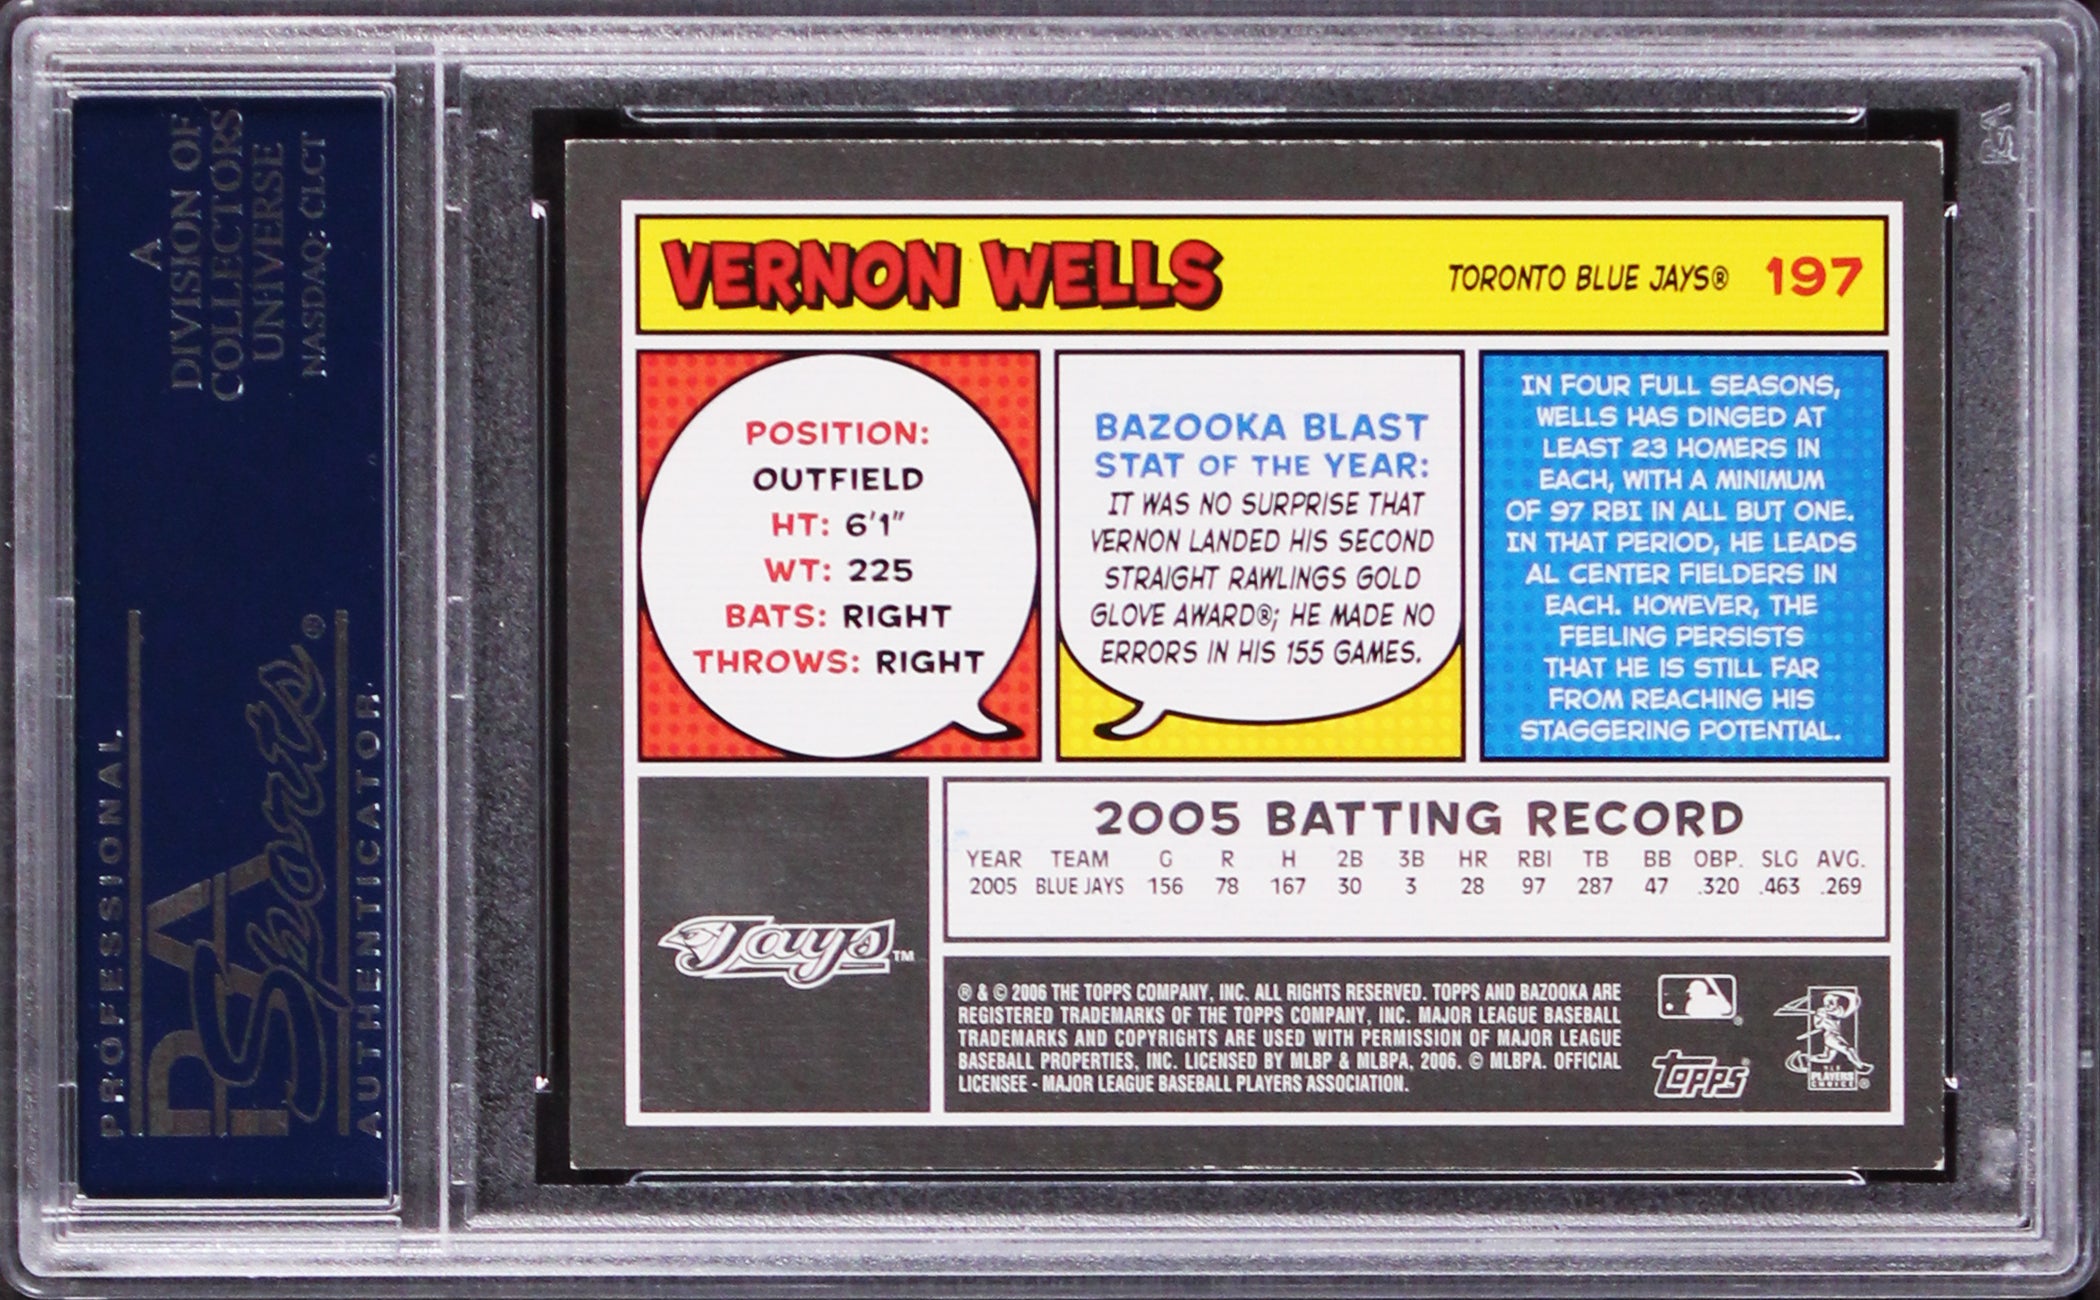 A
DIVISION OF
COLLECTORS
UNIVERSE
NASDAQ: CLCT
PROFESSIONAL
PSA
Sports®
AUTHENTICATOR
PSA
VERNON WELLS
TORONTO BLUE JAYS® 197
POSITION:
OUTFIELD
HT: 6'1"
WT: 225
BATS: RIGHT
THROWS: RIGHT
BAZOOKA BLAST
STAT OF THE YEAR:
IT WAS NO SURPRISE THAT
VERNON LANDED HIS SECOND
STRAIGHT RAWLINGS GOLD
GLOVE AWARD®; HE MADE NO
ERRORS IN HIS 155 GAMES.
IN FOUR FULL SEASONS,
WELLS HAS DINGED AT
LEAST 23 HOMERS IN
EACH, WITH A MINIMUM
OF 97 RBI IN ALL BUT ONE.
IN THAT PERIOD, HE LEADS
AL CENTER FIELDERS IN
EACH. HOWEVER, THE
FEELING PERSISTS
THAT HE IS STILL FAR
FROM REACHING HIS
STAGGERING POTENTIAL.
Jays™
2005 BATTING RECORD
YEAR TEAM G R H 2B 3B HR RBI TB BB OBP. SLG AVG.
2005 BLUE JAYS 156 78 167 30 3 28 97 287 47 .320 .463 .269
® & © 2006 THE TOPPS COMPANY, INC. ALL RIGHTS RESERVED. TOPPS AND BAZOOKA ARE
REGISTERED TRADEMARKS OF THE TOPPS COMPANY, INC. MAJOR LEAGUE BASEBALL
TRADEMARKS AND COPYRIGHTS ARE USED WITH PERMISSION OF MAJOR LEAGUE
BASEBALL PROPERTIES, INC. LICENSED BY MLBP & MLBPA, 2006. © MLBPA. OFFICIAL
LICENSEE - MAJOR LEAGUE BASEBALL PLAYERS ASSOCIATION.
Topps®
PLAYERS
CHOICE®